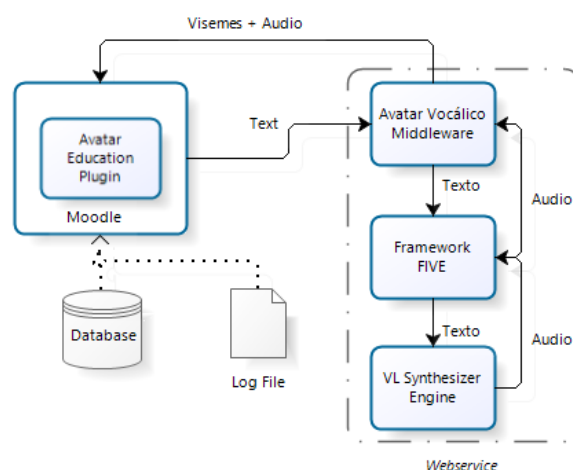 Visemes + Audio
Avatar
Education
Plugin
Moodle
Text
Avatar Vocálico
Middleware
Texto
Audio
Framework
FIVE
Texto
Audio
VL Synthesizer
Engine
Database
Log File
Webservice